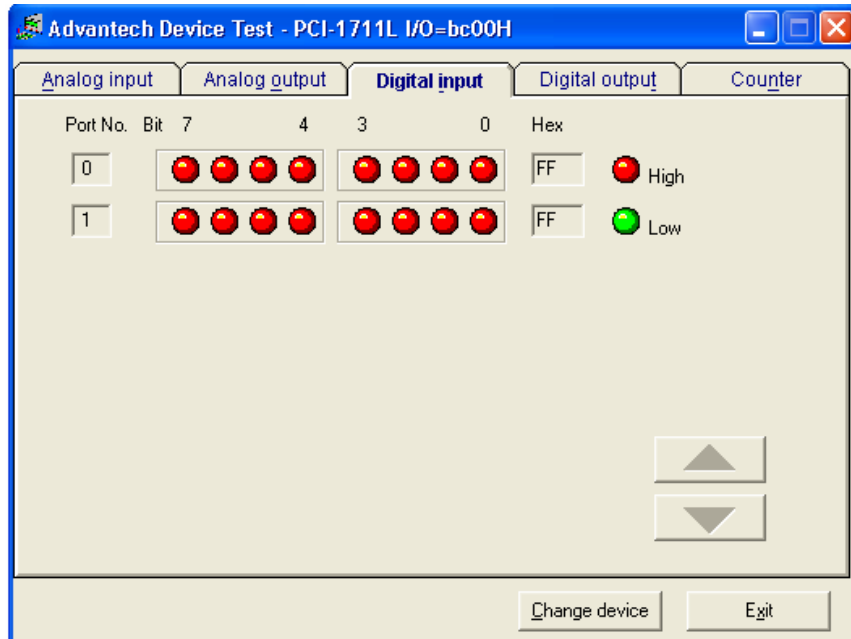 Advantech Device Test - PCI-1711L I/O=bc00H
Analog input Analog output Digital input Digital output Counter
Port No. Bit 7 4 3 0 Hex
0 FF High
1 FF Low
Change device Exit